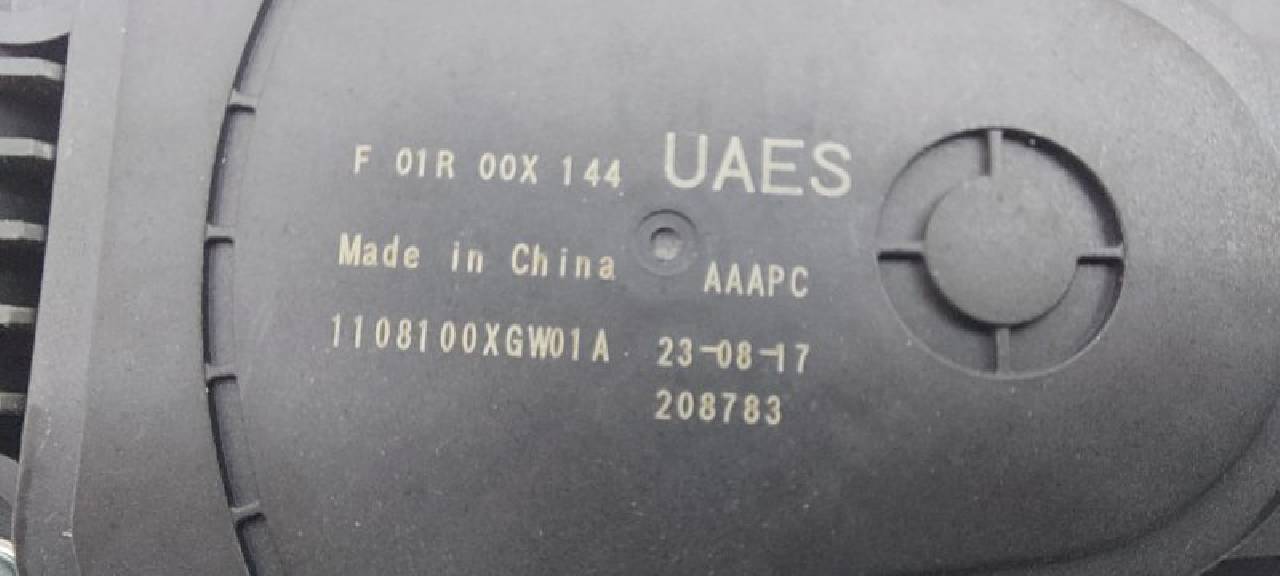 F 01R 00X 144 UAES
Made in China AAAPC
1108100XGW01A 23-08-17
208783